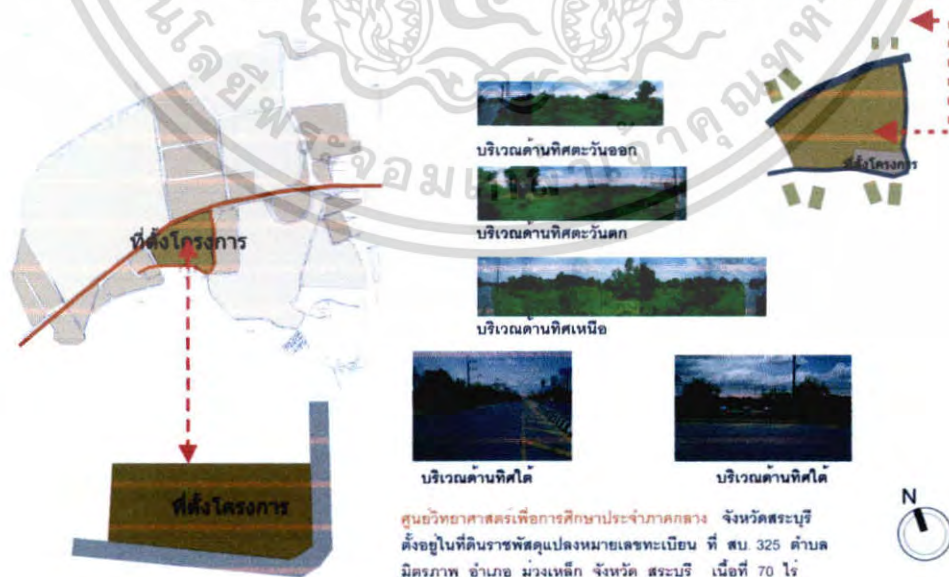 บริเวณด้านทิศตะวันออก
ที่ตั้งโครงการ
บริเวณด้านทิศตะวันตก
ที่ตั้งโครงการ
บริเวณด้านทิศเหนือ
บริเวณด้านทิศใต้
บริเวณด้านทิศใต้
ที่ตั้งโครงการ
N
ศูนย์วิทยาศาสตร์เพื่อการศึกษาประจำภาคกลาง จังหวัดสระบุรี
ตั้งอยู่ในที่ดินราชพัสดุแปลงหมายเลขทะเบียน ที่ สบ. 325 ตำบล
มิตรภาพ อำเภอ ม่วงเหล็ก จังหวัด สระบุรี เนื้อที่ 70 ไร่